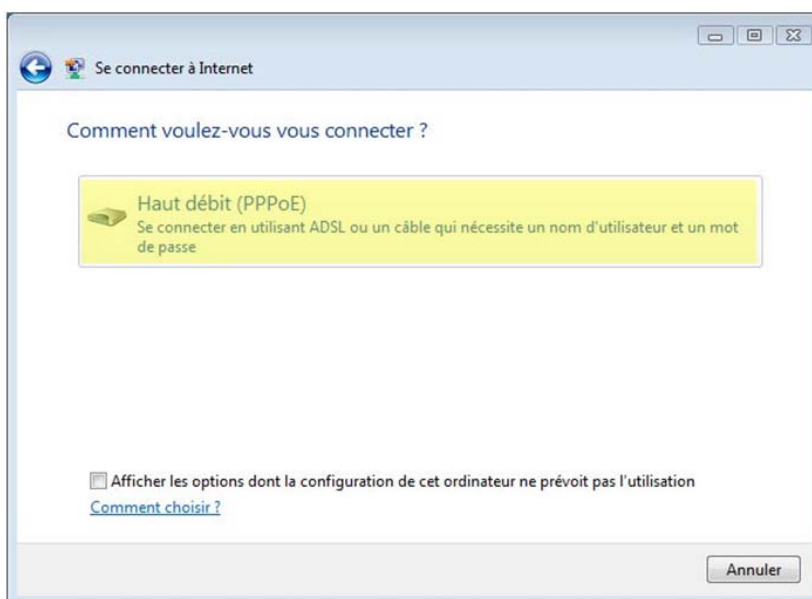 Se connecter à Internet
Comment voulez-vous vous connecter ?
Haut débit (PPPoE)
Se connecter en utilisant ADSL ou un câble qui nécessite un nom d'utilisateur et un mot
de passe
Afficher les options dont la configuration de cet ordinateur ne prévoit pas l'utilisation
Comment choisir ?
Annuler